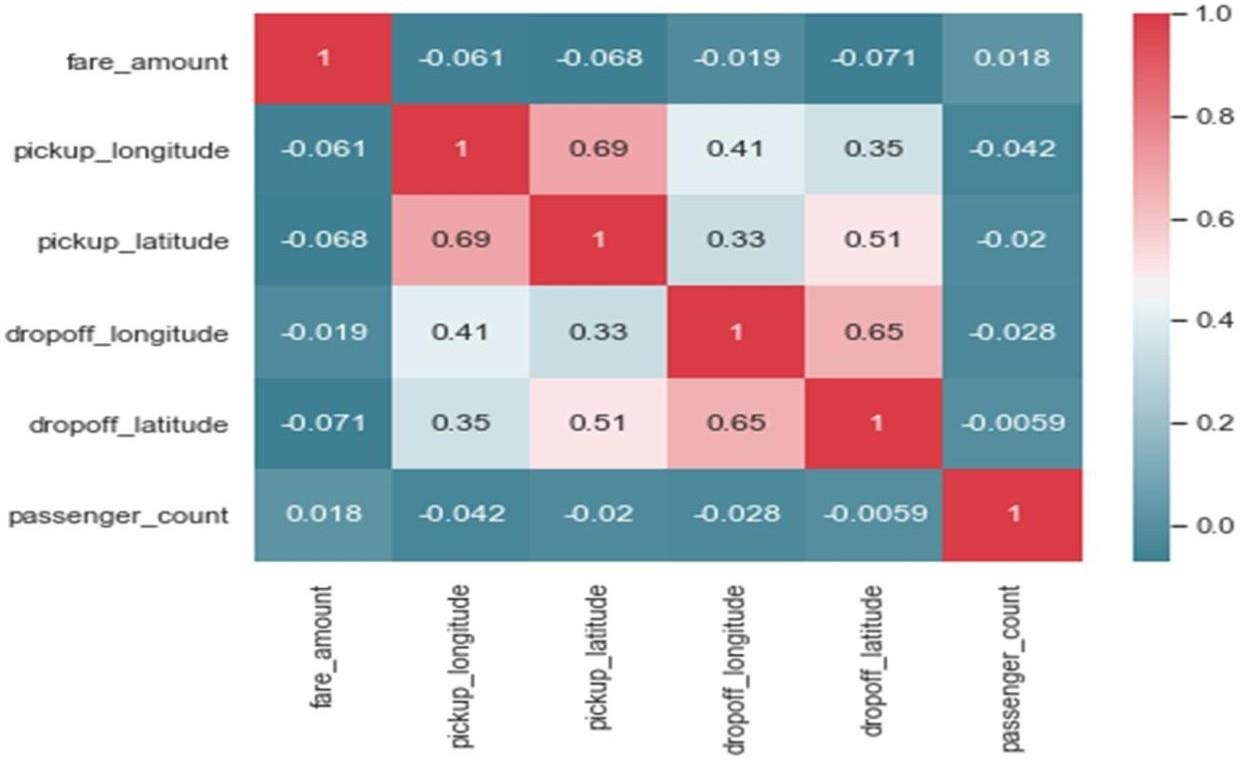 fare_amount 1 -0.061 -0.068 -0.019 -0.071 0.018
pickup_longitude -0.061 1 0.69 0.41 0.35 -0.042
pickup_latitude -0.068 0.69 1 0.33 0.51 -0.02
dropoff_longitude -0.019 0.41 0.33 1 0.65 -0.028
dropoff_latitude -0.071 0.35 0.51 0.65 1 -0.0059
passenger_count 0.018 -0.042 -0.02 -0.028 -0.0059 1
fare_amount
pickup_longitude
pickup_latitude
dropoff_longitude
dropoff_latitude
passenger_count
1.0
0.8
0.6
0.4
0.2
0.0